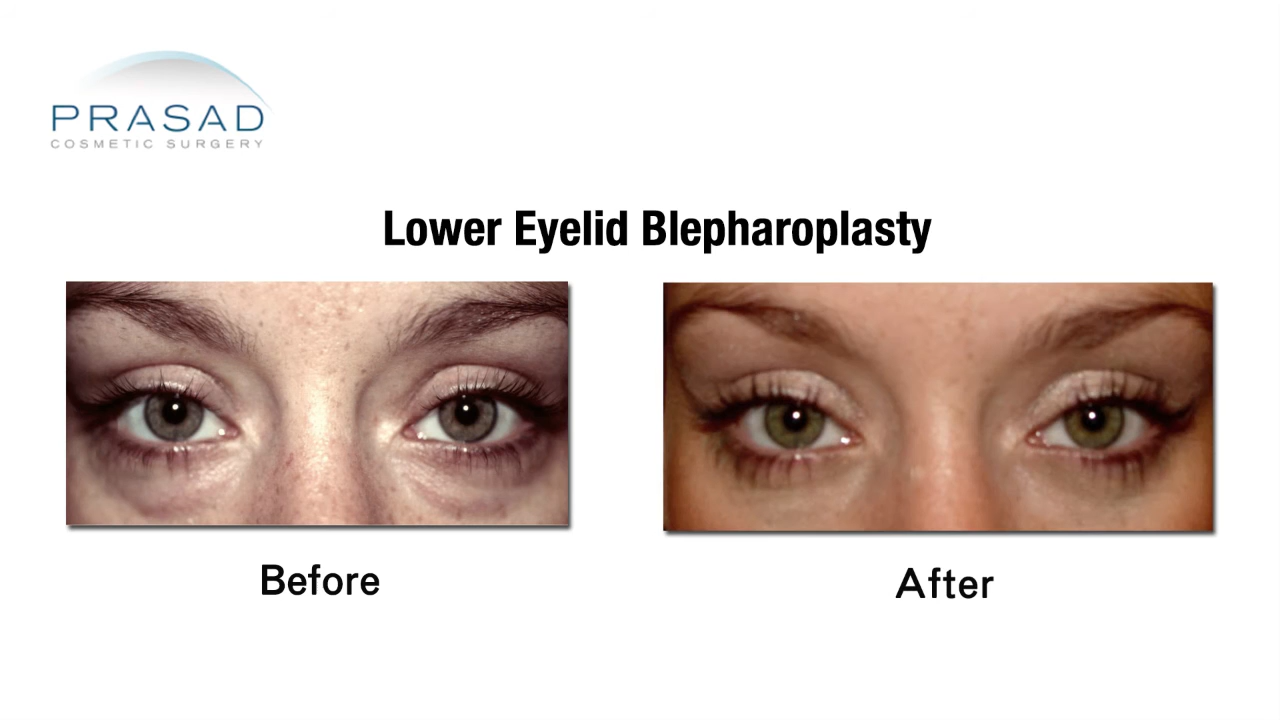 PRASAD
COSMETIC SURGERY
Lower Eyelid Blepharoplasty
Before
After